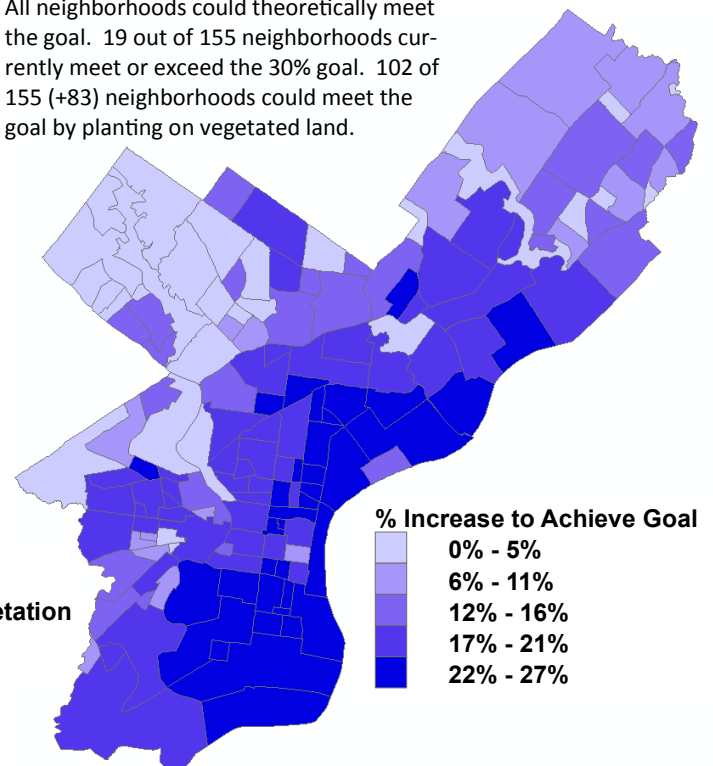 All neighborhoods could theoretically meet
the goal.  19 out of 155 neighborhoods cur-
rently meet or exceed the 30% goal.  102 of
155 (+83) neighborhoods could meet the
goal by planting on vegetated land.
% Increase to Achieve Goal
0% - 5%
6% - 11%
12% - 16%
17% - 21%
22% - 27%
etation